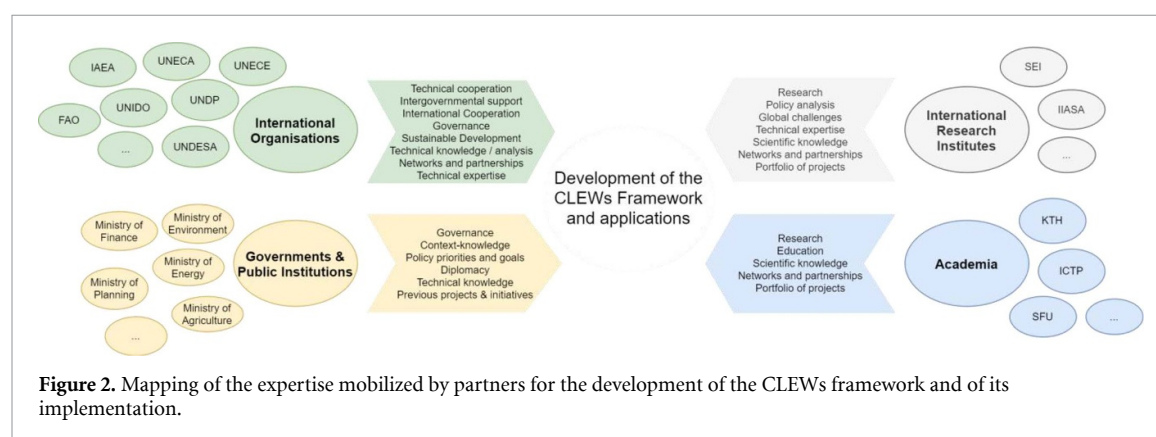 IAEA
UNECA
UNECE
FAO
UNIDO
UNDP
...
UNDESA
International
Organisations
Technical cooperation
Intergovernmental support
International Cooperation
Governance
Sustainable Development
Technical knowledge / analysis
Networks and partnerships
Technical expertise
Ministry of
Finance
Ministry of
Environment
Ministry of
Energy
Ministry of
Planning
Ministry of
Agriculture
...
Governments &
Public Institutions
Governance
Context-knowledge
Policy priorities and goals
Diplomacy
Technical knowledge
Previous projects & initiatives
Development of the
CLEWs Framework
and applications
Research
Policy analysis
Global challenges
Technical expertise
Scientific knowledge
Networks and partnerships
Portfolio of projects
International
Research
Institutes
SEI
IIASA
...
Research
Education
Scientific knowledge
Networks and partnerships
Portfolio of projects
Academia
KTH
ICTP
SFU
...
Figure 2. Mapping of the expertise mobilized by partners for the development of the CLEWs framework and of its
implementation.